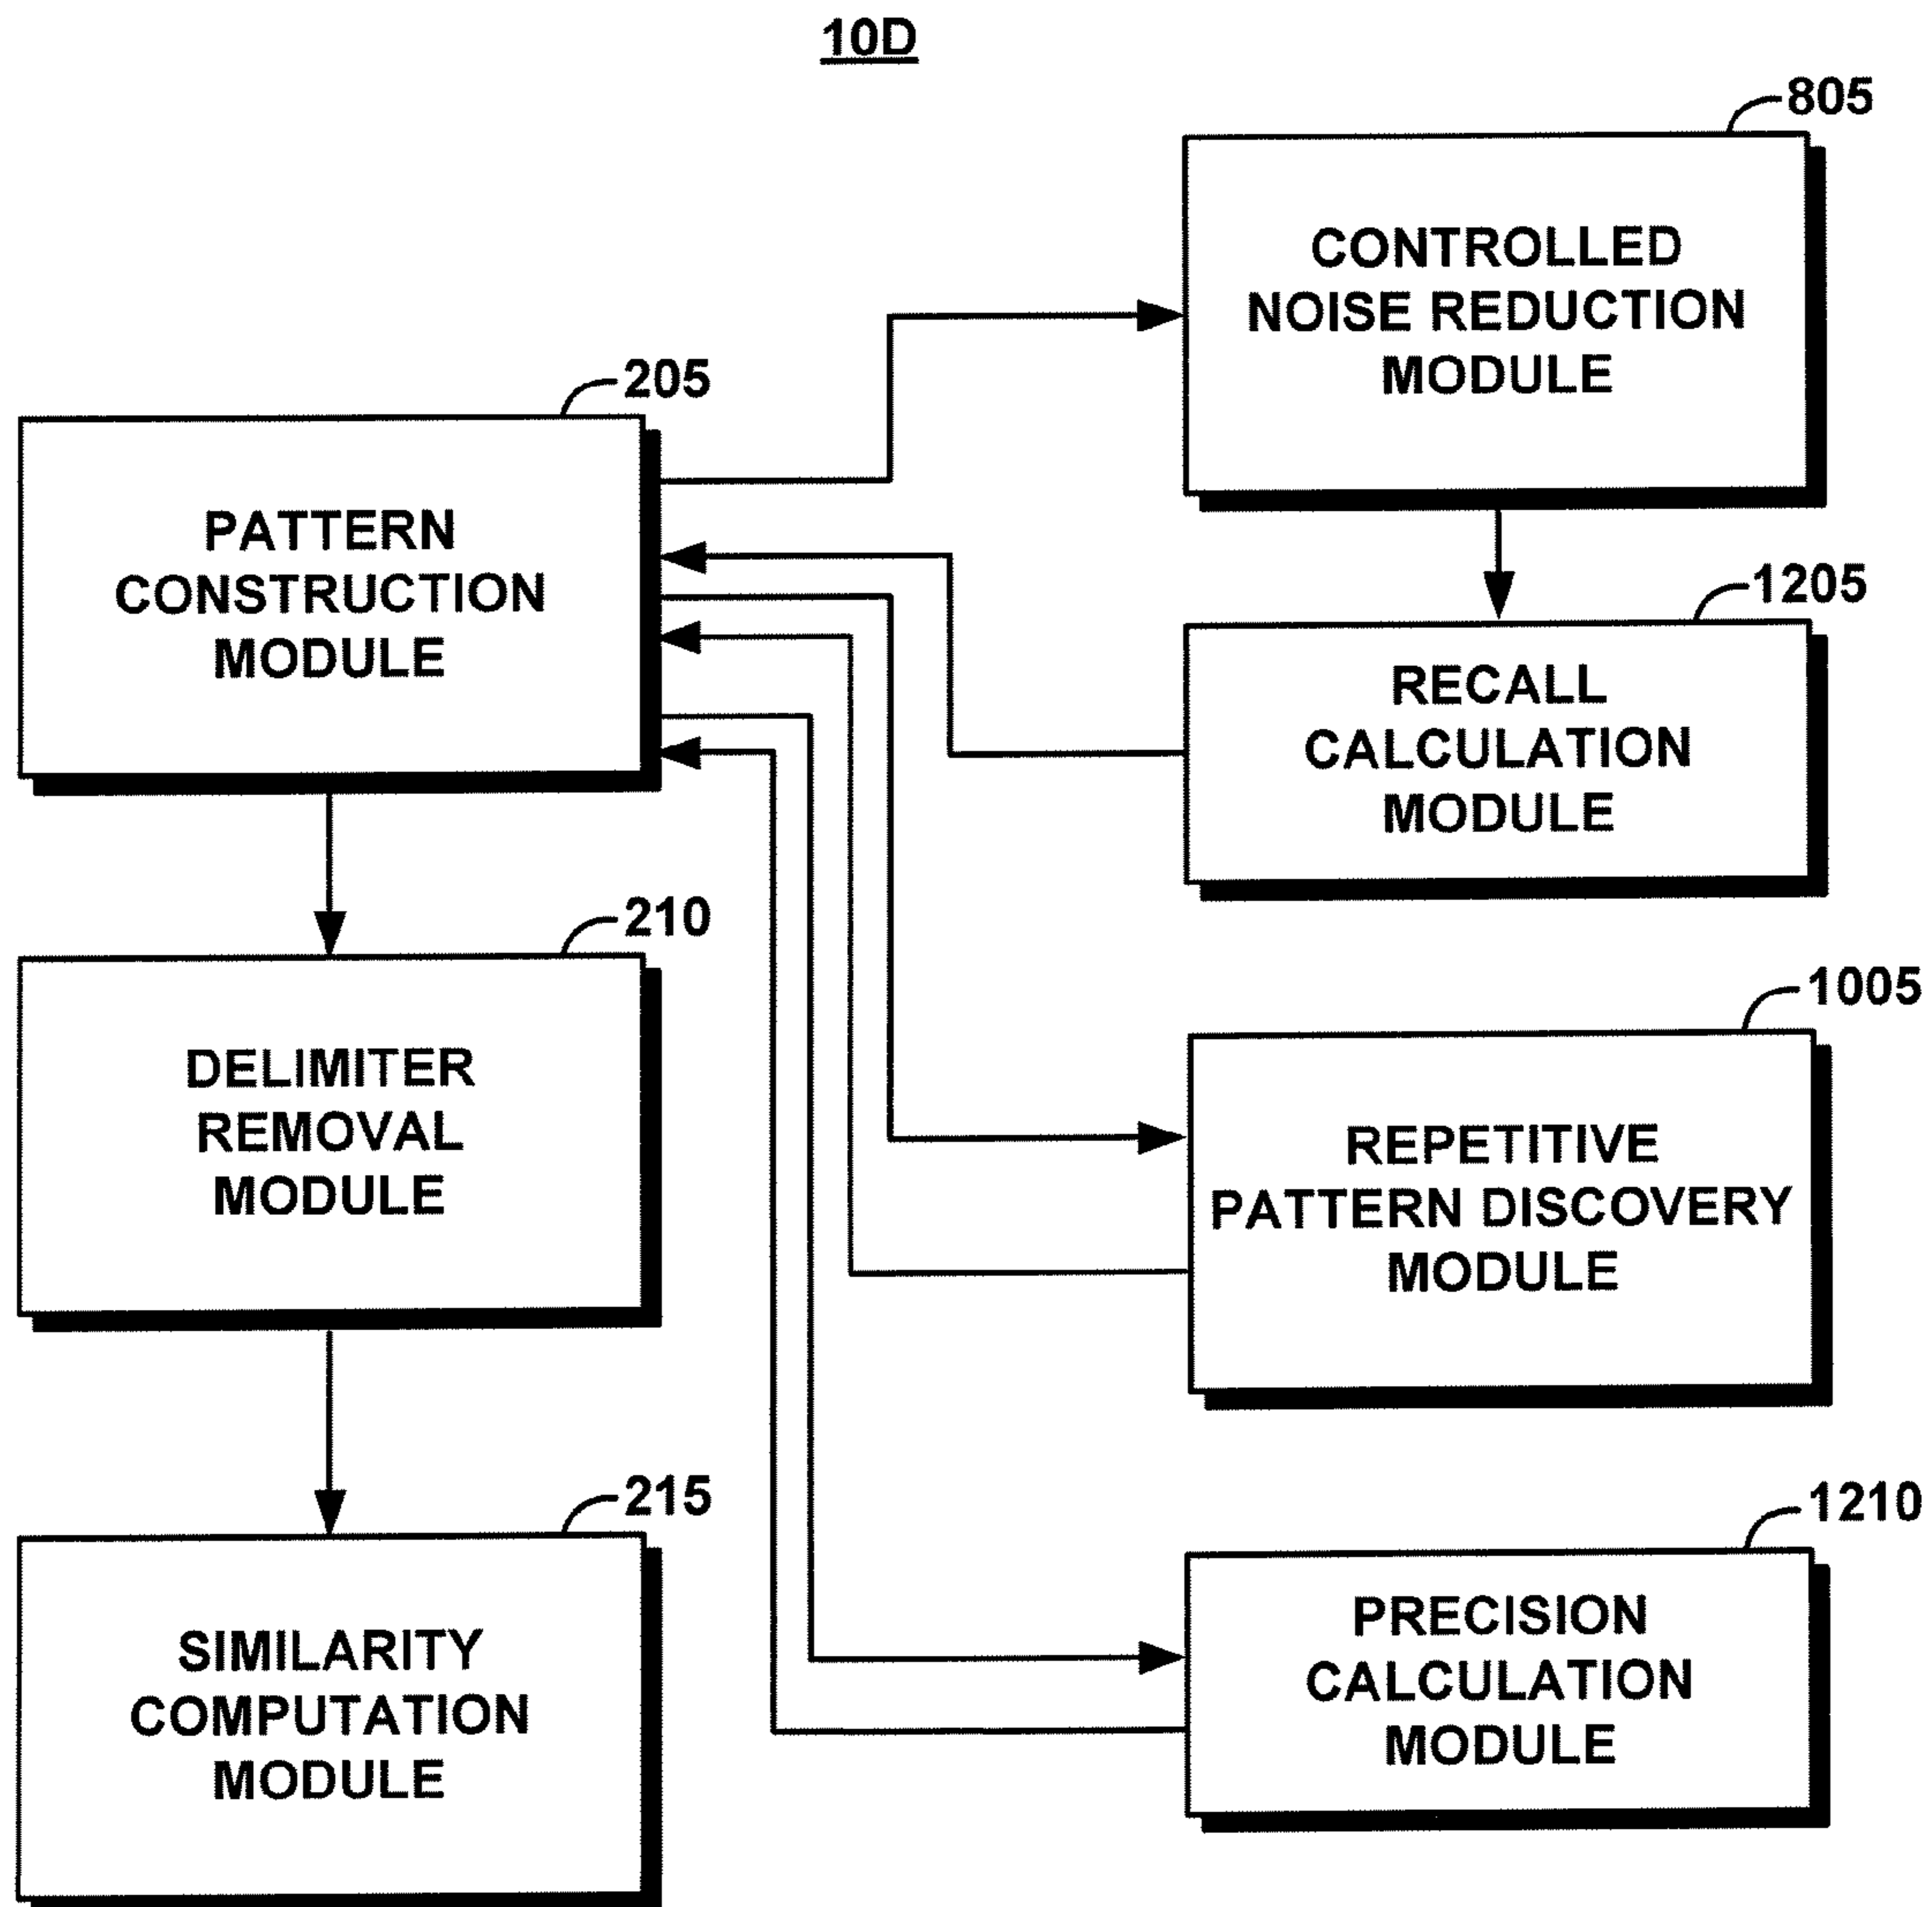 10D
805
CONTROLLED
NOISE REDUCTION
MODULE
205
PATTERN
CONSTRUCTION
MODULE
1205
RECALL
CALCULATION
MODULE
210
DELIMITER
REMOVAL
MODULE
1005
REPETITIVE
PATTERN DISCOVERY
MODULE
215
SIMILARITY
COMPUTATION
MODULE
1210
PRECISION
CALCULATION
MODULE